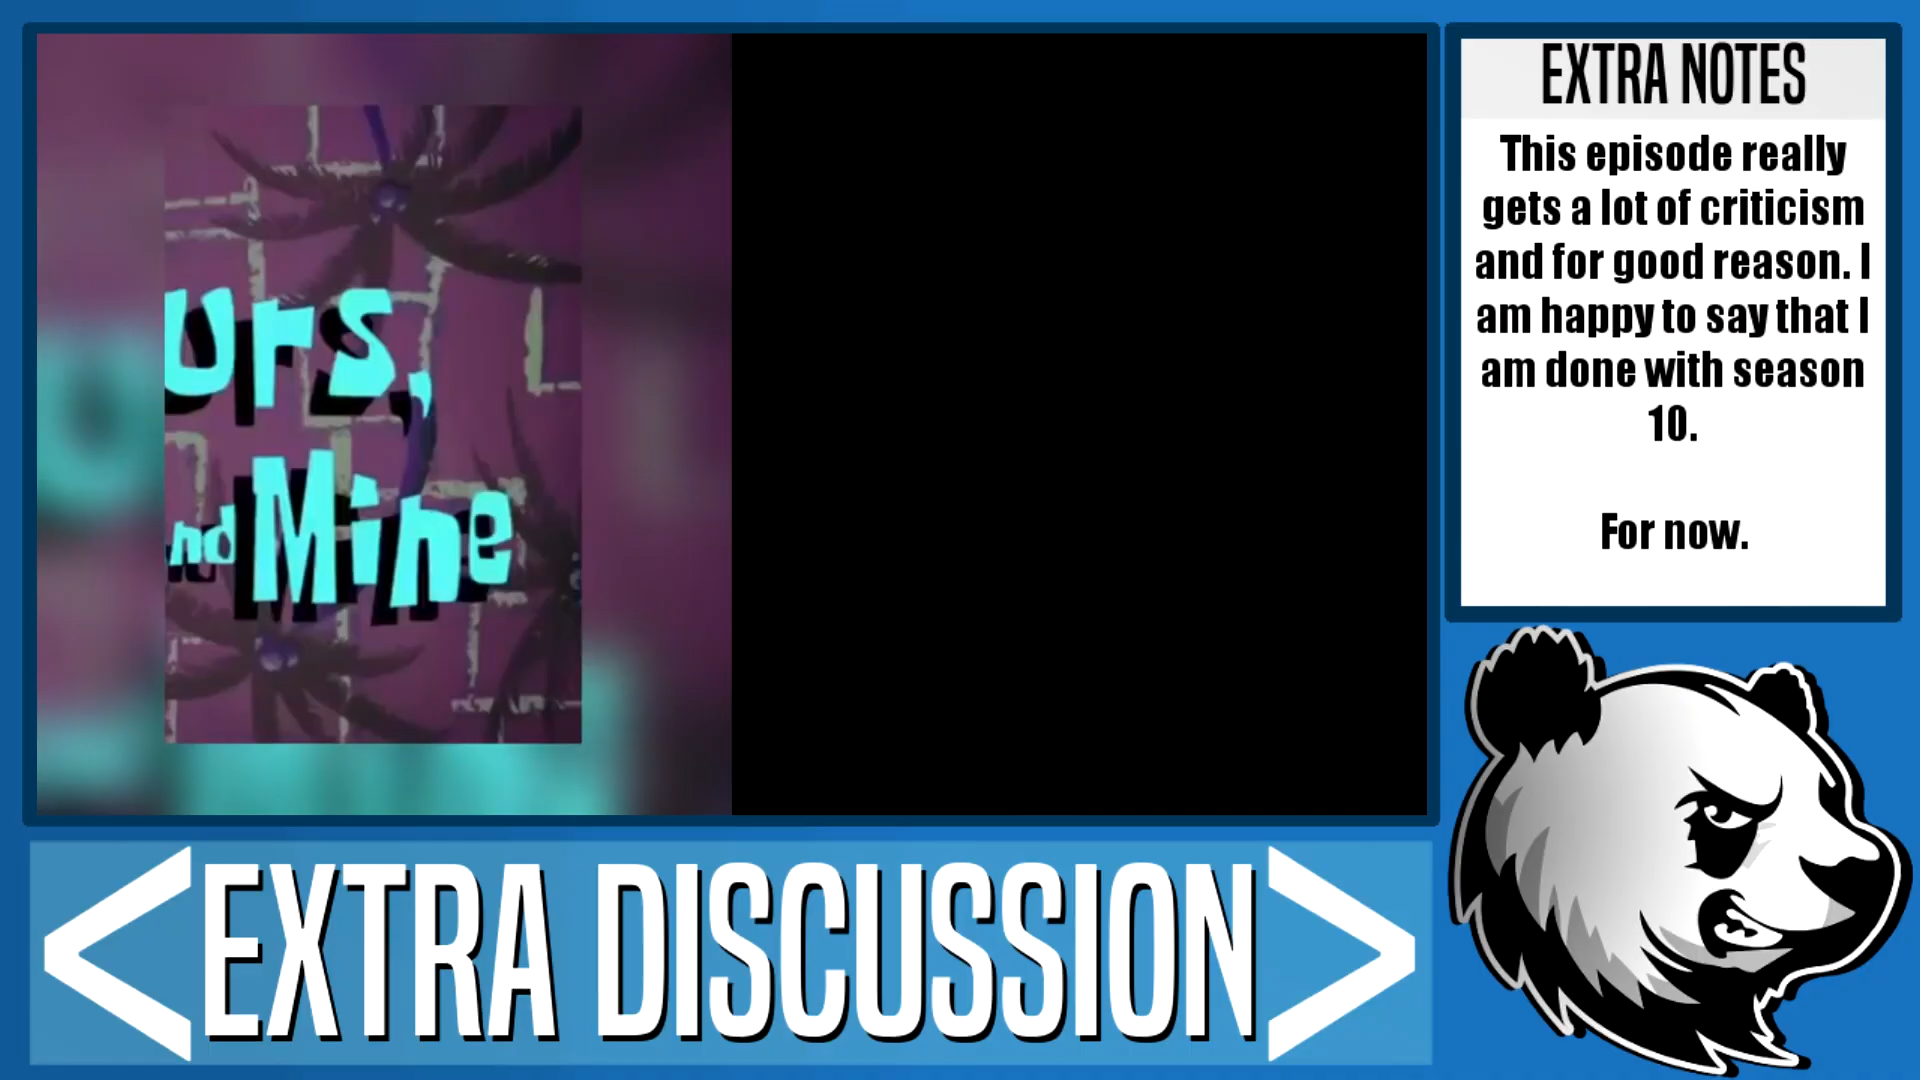 urs,
nd Mine
EXTRA NOTES
This episode really
gets a lot of criticism
and for good reason. I
am happy to say that I
am done with season
10.
For now.
<EXTRA DISCUSSION>